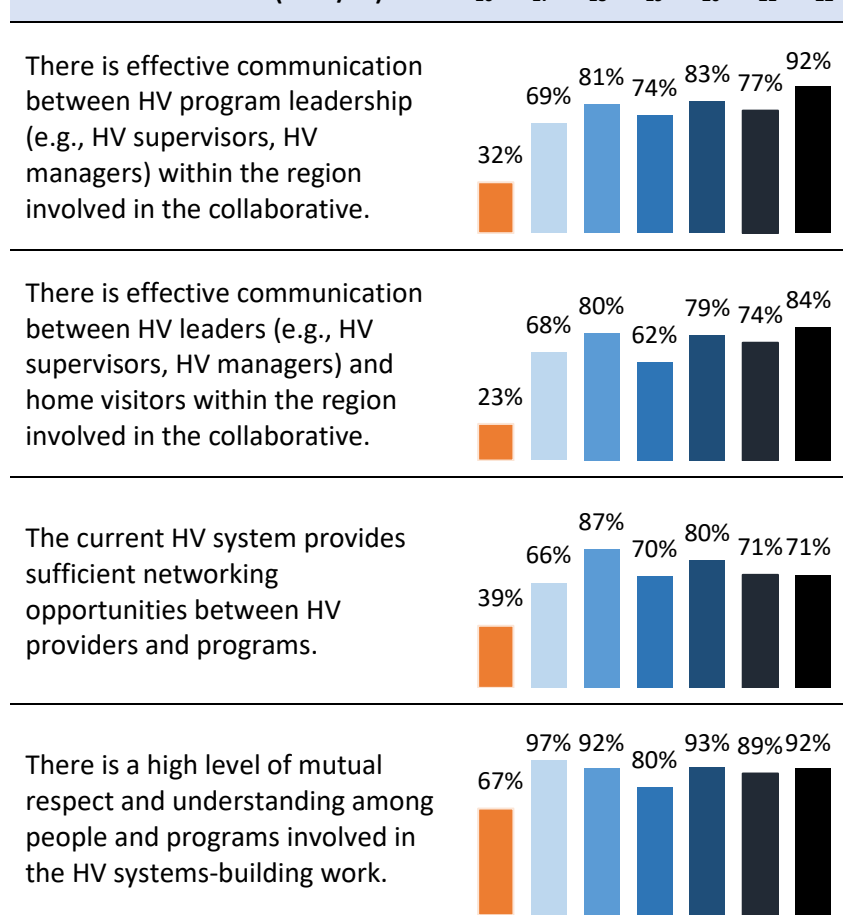 32% 69% 81% 74% 83% 77% 92%
There is effective communication
between HV program leadership
(e.g., HV supervisors, HV
managers) within the region
involved in the collaborative.
23% 68% 80% 62% 79% 74% 84%
There is effective communication
between HV leaders (e.g., HV
supervisors, HV managers) and
home visitors within the region
involved in the collaborative.
39% 66% 87% 70% 80% 71% 71%
The current HV system provides
sufficient networking
opportunities between HV
providers and programs.
67% 97% 92% 80% 93% 89% 92%
There is a high level of mutual
respect and understanding among
people and programs involved in
the HV systems-building work.